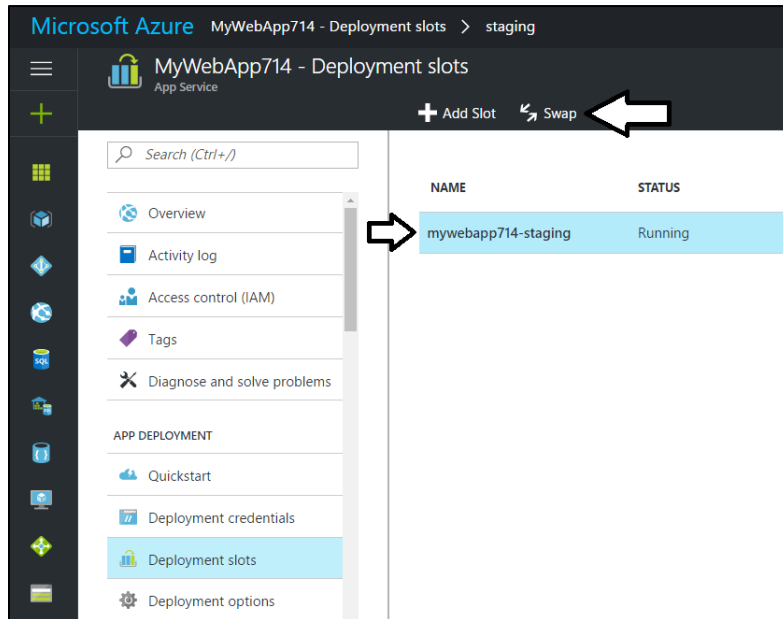 Microsoft Azure MyWebApp714 - Deployment slots > staging
MyWebApp714 - Deployment slots
App Service
Add Slot Swap
Search (Ctrl+/)
NAME STATUS
Overview
mywebapp714-staging Running
Activity log
Access control (IAM)
Tags
Diagnose and solve problems
APP DEPLOYMENT
Quickstart
Deployment credentials
Deployment slots
Deployment options
SQL